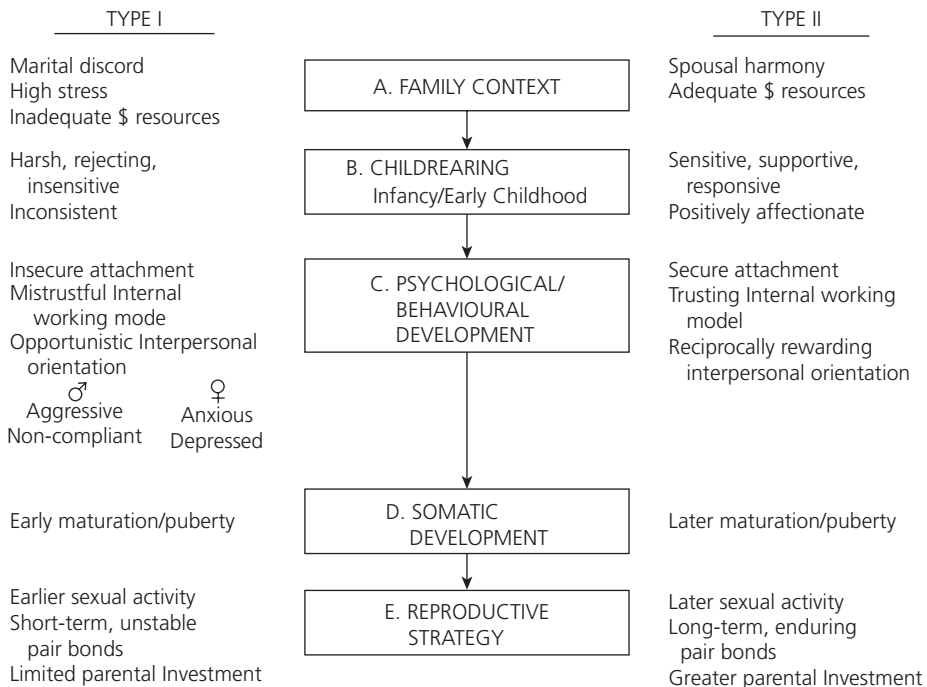 TYPE I
TYPE II
Marital discord
High stress
Inadequate $ resources
A. FAMILY CONTEXT
Spousal harmony
Adequate $ resources
Harsh, rejecting,
insensitive
Inconsistent
B. CHILDREARING
Infancy/Early Childhood
Sensitive, supportive,
responsive
Positively affectionate
Insecure attachment
Mistrustful Internal
working mode
Opportunistic Interpersonal
orientation
♂
Aggressive
Non-compliant
♀
Anxious
Depressed
C. PSYCHOLOGICAL/
BEHAVIOURAL
DEVELOPMENT
Secure attachment
Trusting Internal working
model
Reciprocally rewarding
interpersonal orientation
Early maturation/puberty
D. SOMATIC
DEVELOPMENT
Later maturation/puberty
Earlier sexual activity
Short-term, unstable
pair bonds
Limited parental Investment
E. REPRODUCTIVE
STRATEGY
Later sexual activity
Long-term, enduring
pair bonds
Greater parental Investment